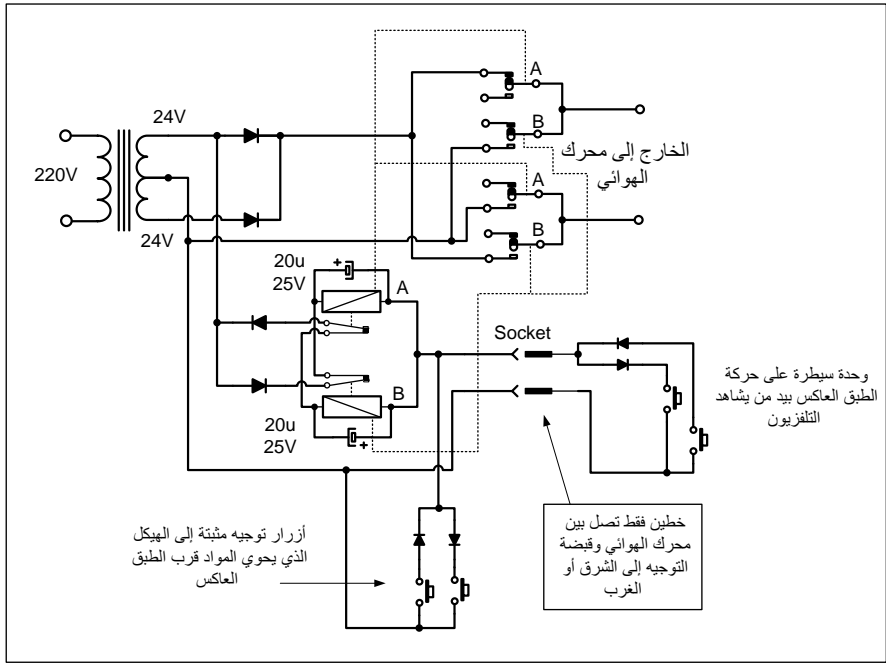 24V
220V
24V
A
B
الخارج إلى محرك
الهوائي
A
B
20u
25V
A
B
20u
25V
Socket
وحدة سيطرة على حركة
الطبق العاكس بيد من يشاهد
التلفزيون
أزرار توجيه مثبتة إلى الهيكل
الذي يحوي المواد قرب الطبق
العاكس
خطين فقط تصل بين
محرك الهوائي وقبضة
التوجيه إلى الشرق أو
الغرب